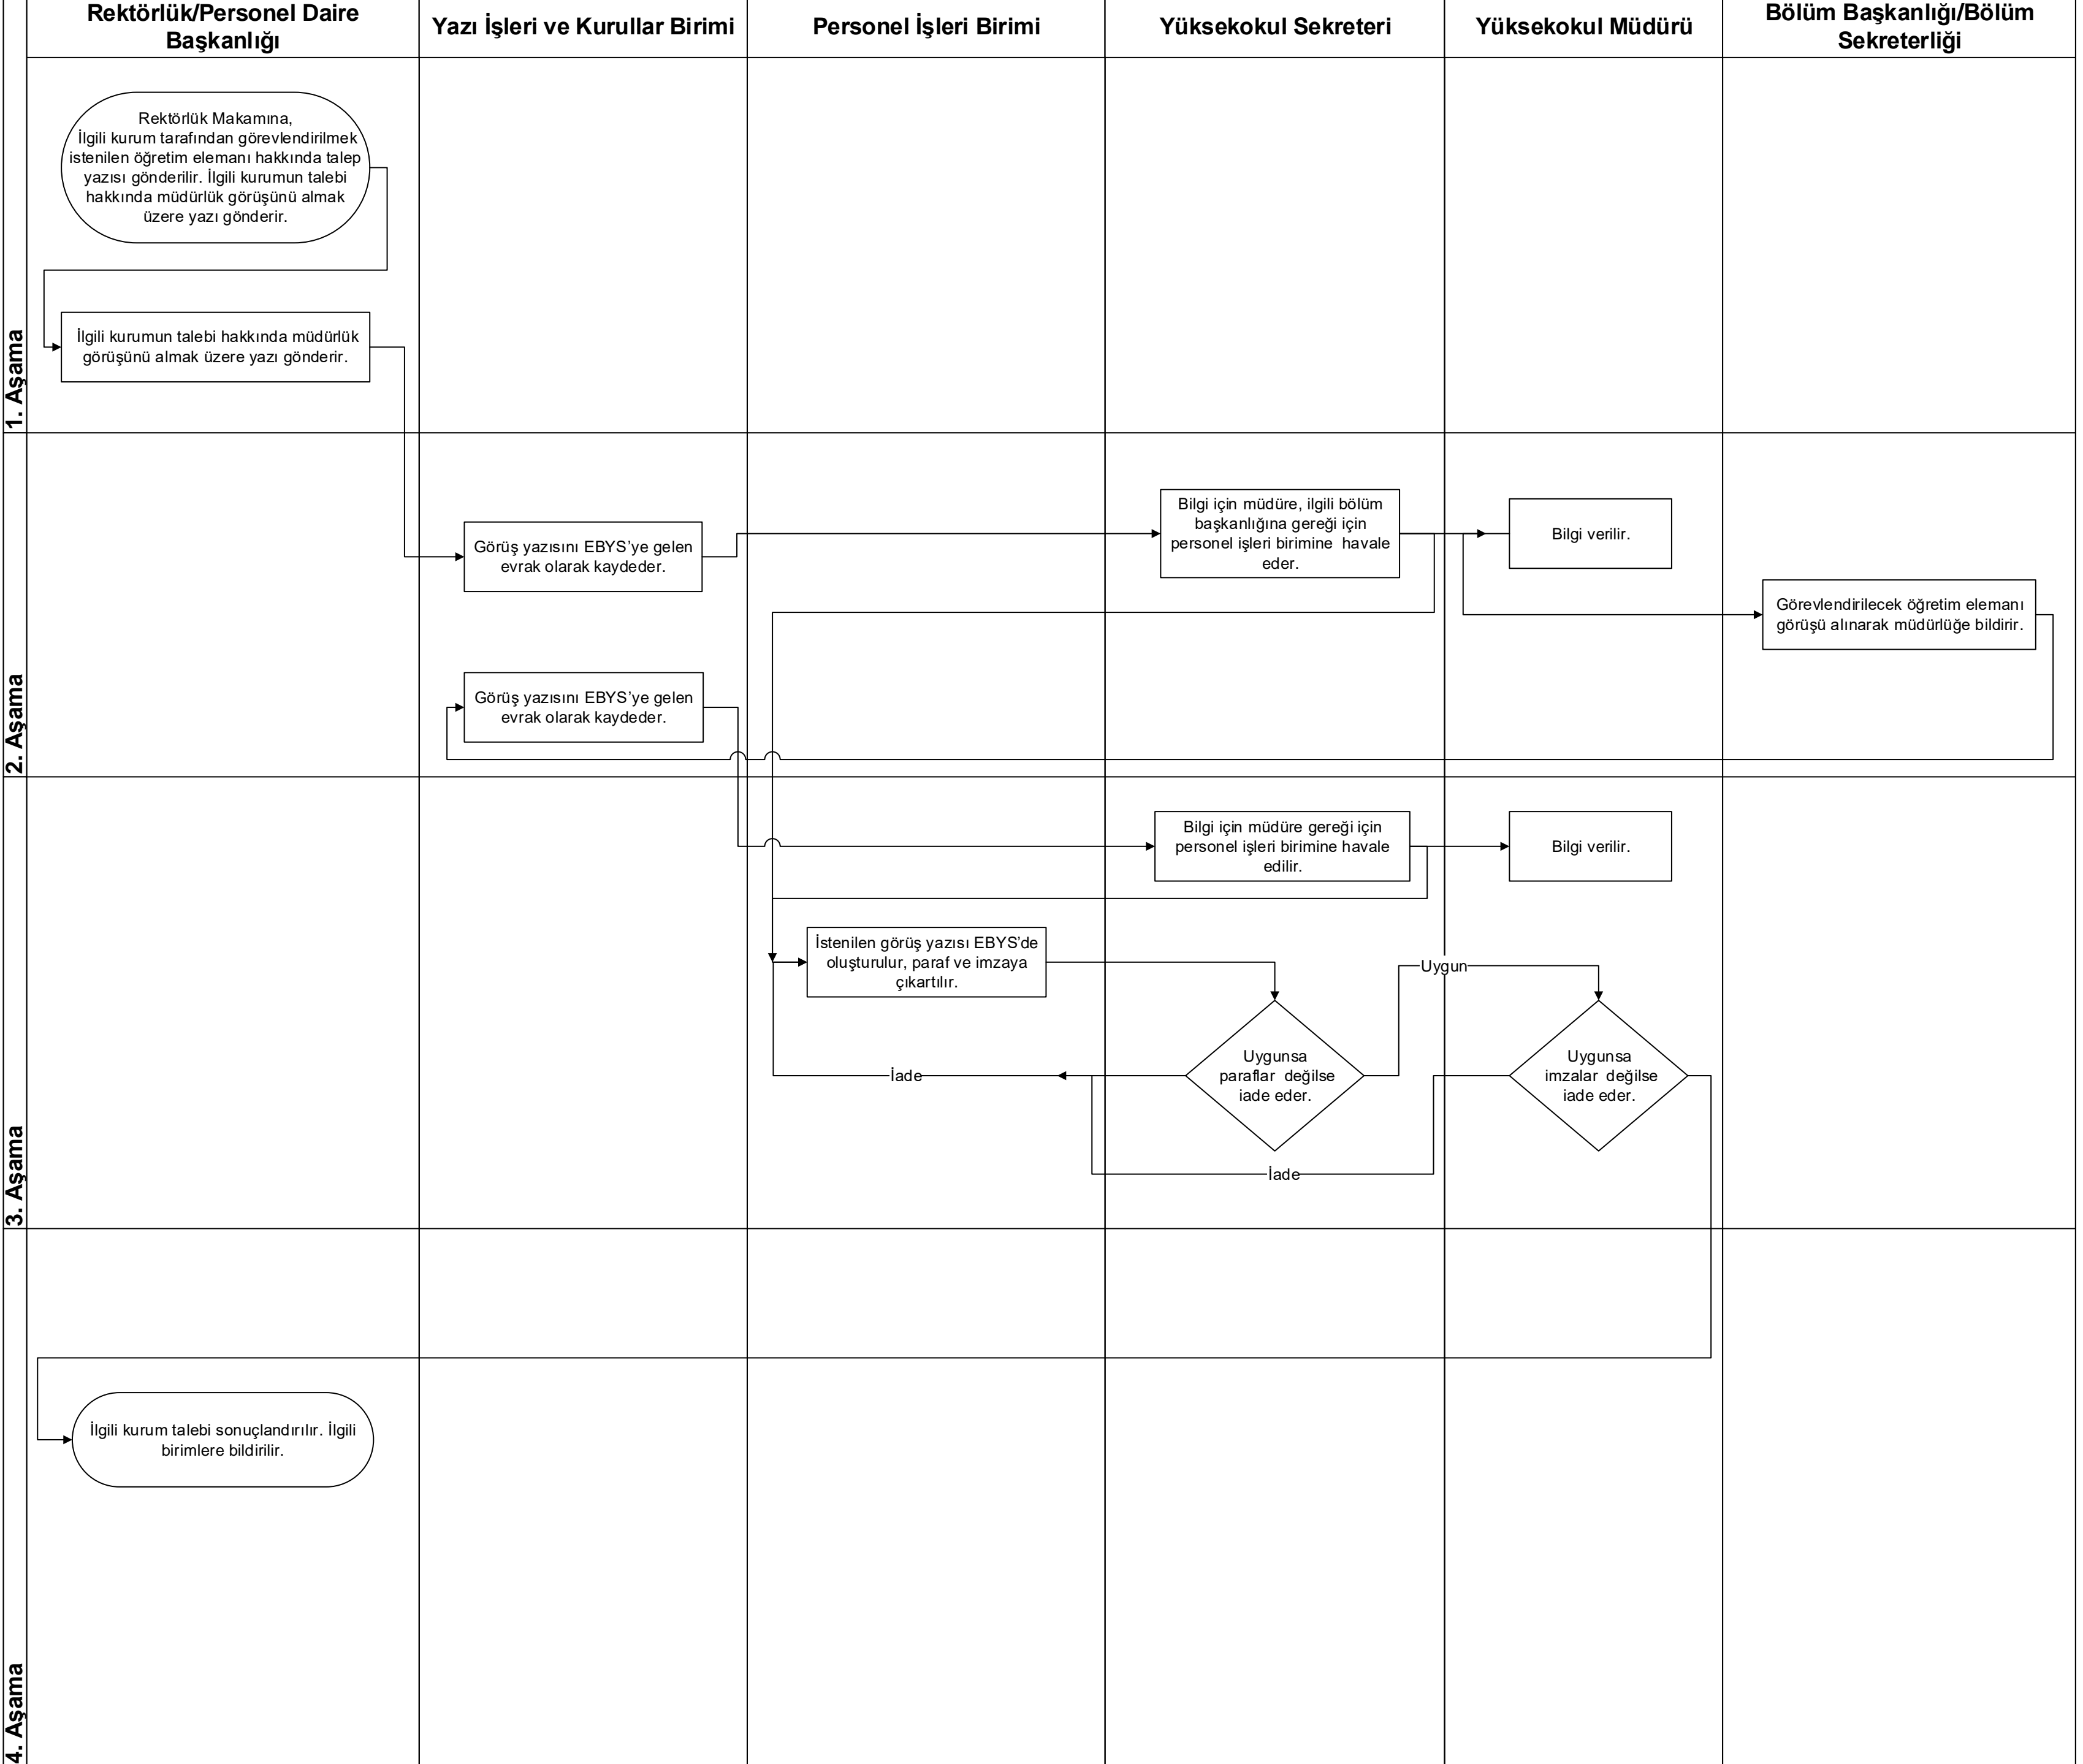 Rektörlük/Personel Daire
Başkanlığı
Yazı İşleri ve Kurullar Birimi
Personel İşleri Birimi
Yüksekokul Sekreteri
Yüksekokul Müdürü
Bölüm Başkanlığı/Bölüm
Sekreterliği
1. Aşama
Rektörlük Makamına,
İlgili kurum tarafından görevlendirilmek
istenilen öğretim elemanı hakkında talep
yazısı gönderilir. İlgili kurumun talebi
hakkında müdürlük görüşünü almak
üzere yazı gönderir.
İlgili kurumun talebi hakkında müdürlük
görüşünü almak üzere yazı gönderir.
2. Aşama
Görüş yazısını EBYS'ye gelen
evrak olarak kaydeder.
Bilgi için müdüre, ilgili bölüm
başkanlığına gereği için
personel işleri birimine havale
eder.
Bilgi verilir.
Görevlendirilecek öğretim elemanı
görüşü alınarak müdürlüğe bildirir.
Görüş yazısını EBYS'ye gelen
evrak olarak kaydeder.
3. Aşama
Bilgi için müdüre gereği için
personel işleri birimine havale
edilir.
Bilgi verilir.
İstenilen görüş yazısı EBYS'de
oluşturulur, paraf ve imzaya
çıkartılır.
Uygun
İade
Uygunsa
paraflar değilse
iade eder.
Uygunsa
imzalar değilse
iade eder.
İade
4. Aşama
İlgili kurum talebi sonuçlandırılır. İlgili
birimlere bildirilir.